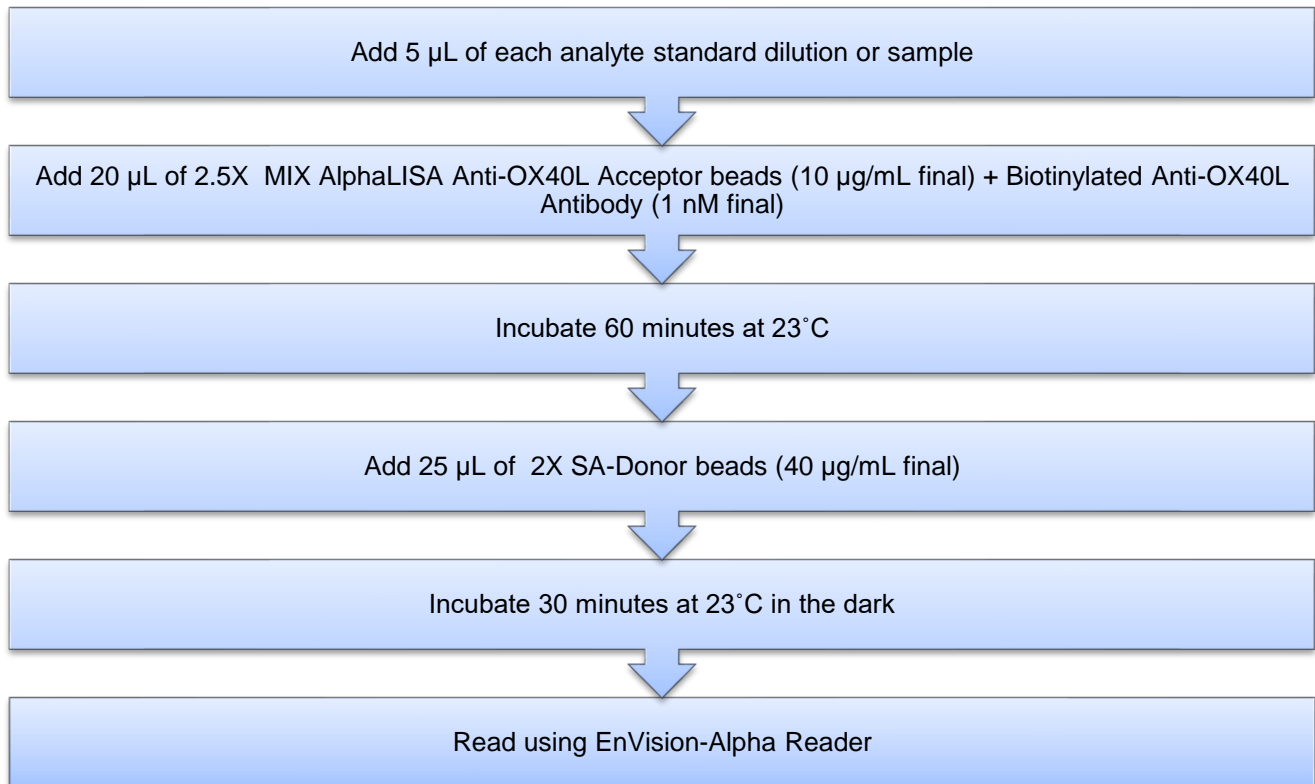 Add 5 µL of each analyte standard dilution or sample
Add 20 µL of 2.5X  MIX AlphaLISA Anti-OX40L Acceptor beads (10 µg/mL final) + Biotinylated Anti-OX40L
Antibody (1 nM final)
Incubate 60 minutes at 23˚C
Add 25 µL of  2X SA-Donor beads (40 µg/mL final)
Incubate 30 minutes at 23˚C in the dark
Read using EnVision-Alpha Reader